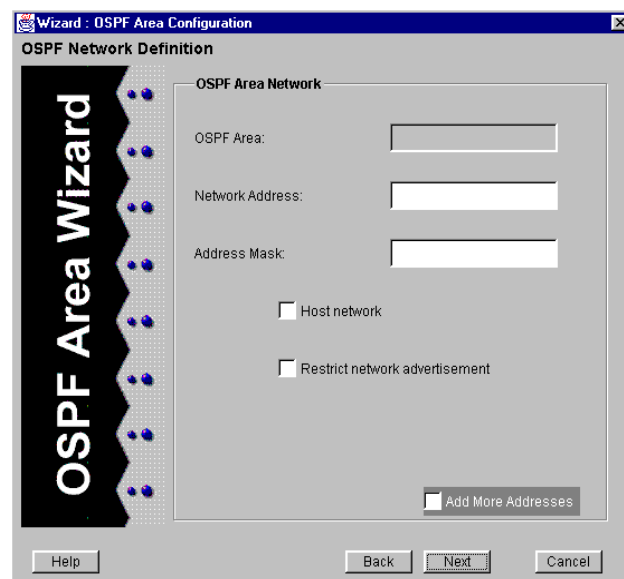 Wizard : OSPF Area Configuration
OSPF Network Definition
OSPF Area Wizard
OSPF Area Network
OSPF Area:
Network Address:
Address Mask:
Host network
Restrict network advertisement
Add More Addresses
Help
Back
Next
Cancel